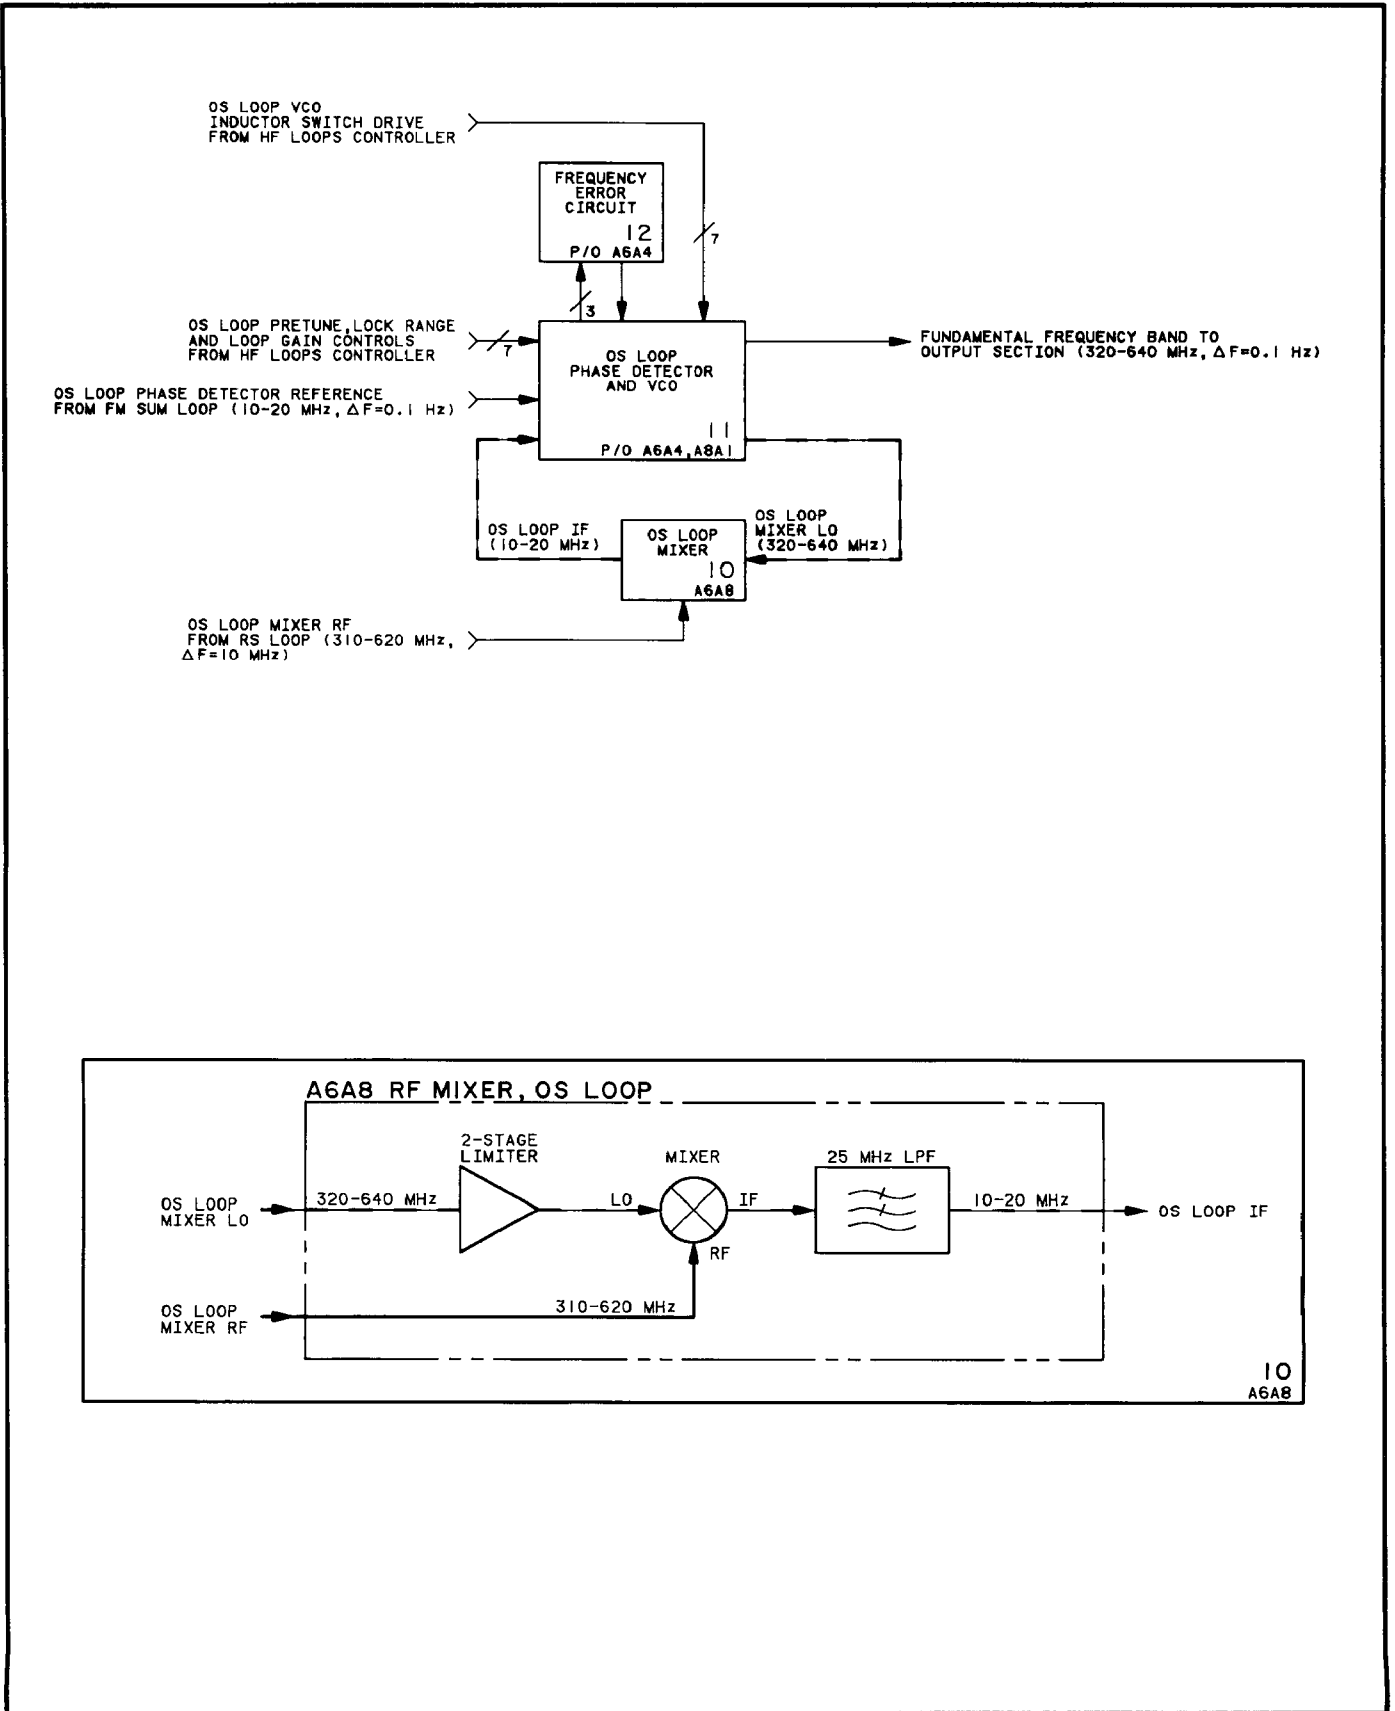 OS LOOP VCO
INDUCTOR SWITCH DRIVE
FROM HF LOOPS CONTROLLER
FREQUENCY
ERROR
CIRCUIT
12
P/O A6A4
7
3
OS LOOP PRETUNE, LOCK RANGE
AND LOOP GAIN CONTROLS
FROM HF LOOPS CONTROLLER
7
OS LOOP
PHASE DETECTOR
AND VCO
11
P/O A6A4, A8A1
FUNDAMENTAL FREQUENCY BAND TO
OUTPUT SECTION (320-640 MHz, ΔF=0.1 Hz)
OS LOOP PHASE DETECTOR REFERENCE
FROM FM SUM LOOP (10-20 MHz, ΔF=0.1 Hz)
OS LOOP IF
(10-20 MHz)
OS LOOP
MIXER
10
A6A8
OS LOOP
MIXER LO
(320-640 MHz)
OS LOOP MIXER RF
FROM RS LOOP (310-620 MHz,
ΔF=10 MHz)
A6A8 RF MIXER, OS LOOP
2-STAGE
LIMITER
MIXER
25 MHz LPF
OS LOOP
MIXER LO
320-640 MHz
LO
IF
RF
10-20 MHz
OS LOOP IF
OS LOOP
MIXER RF
310-620 MHz
10
A6A8